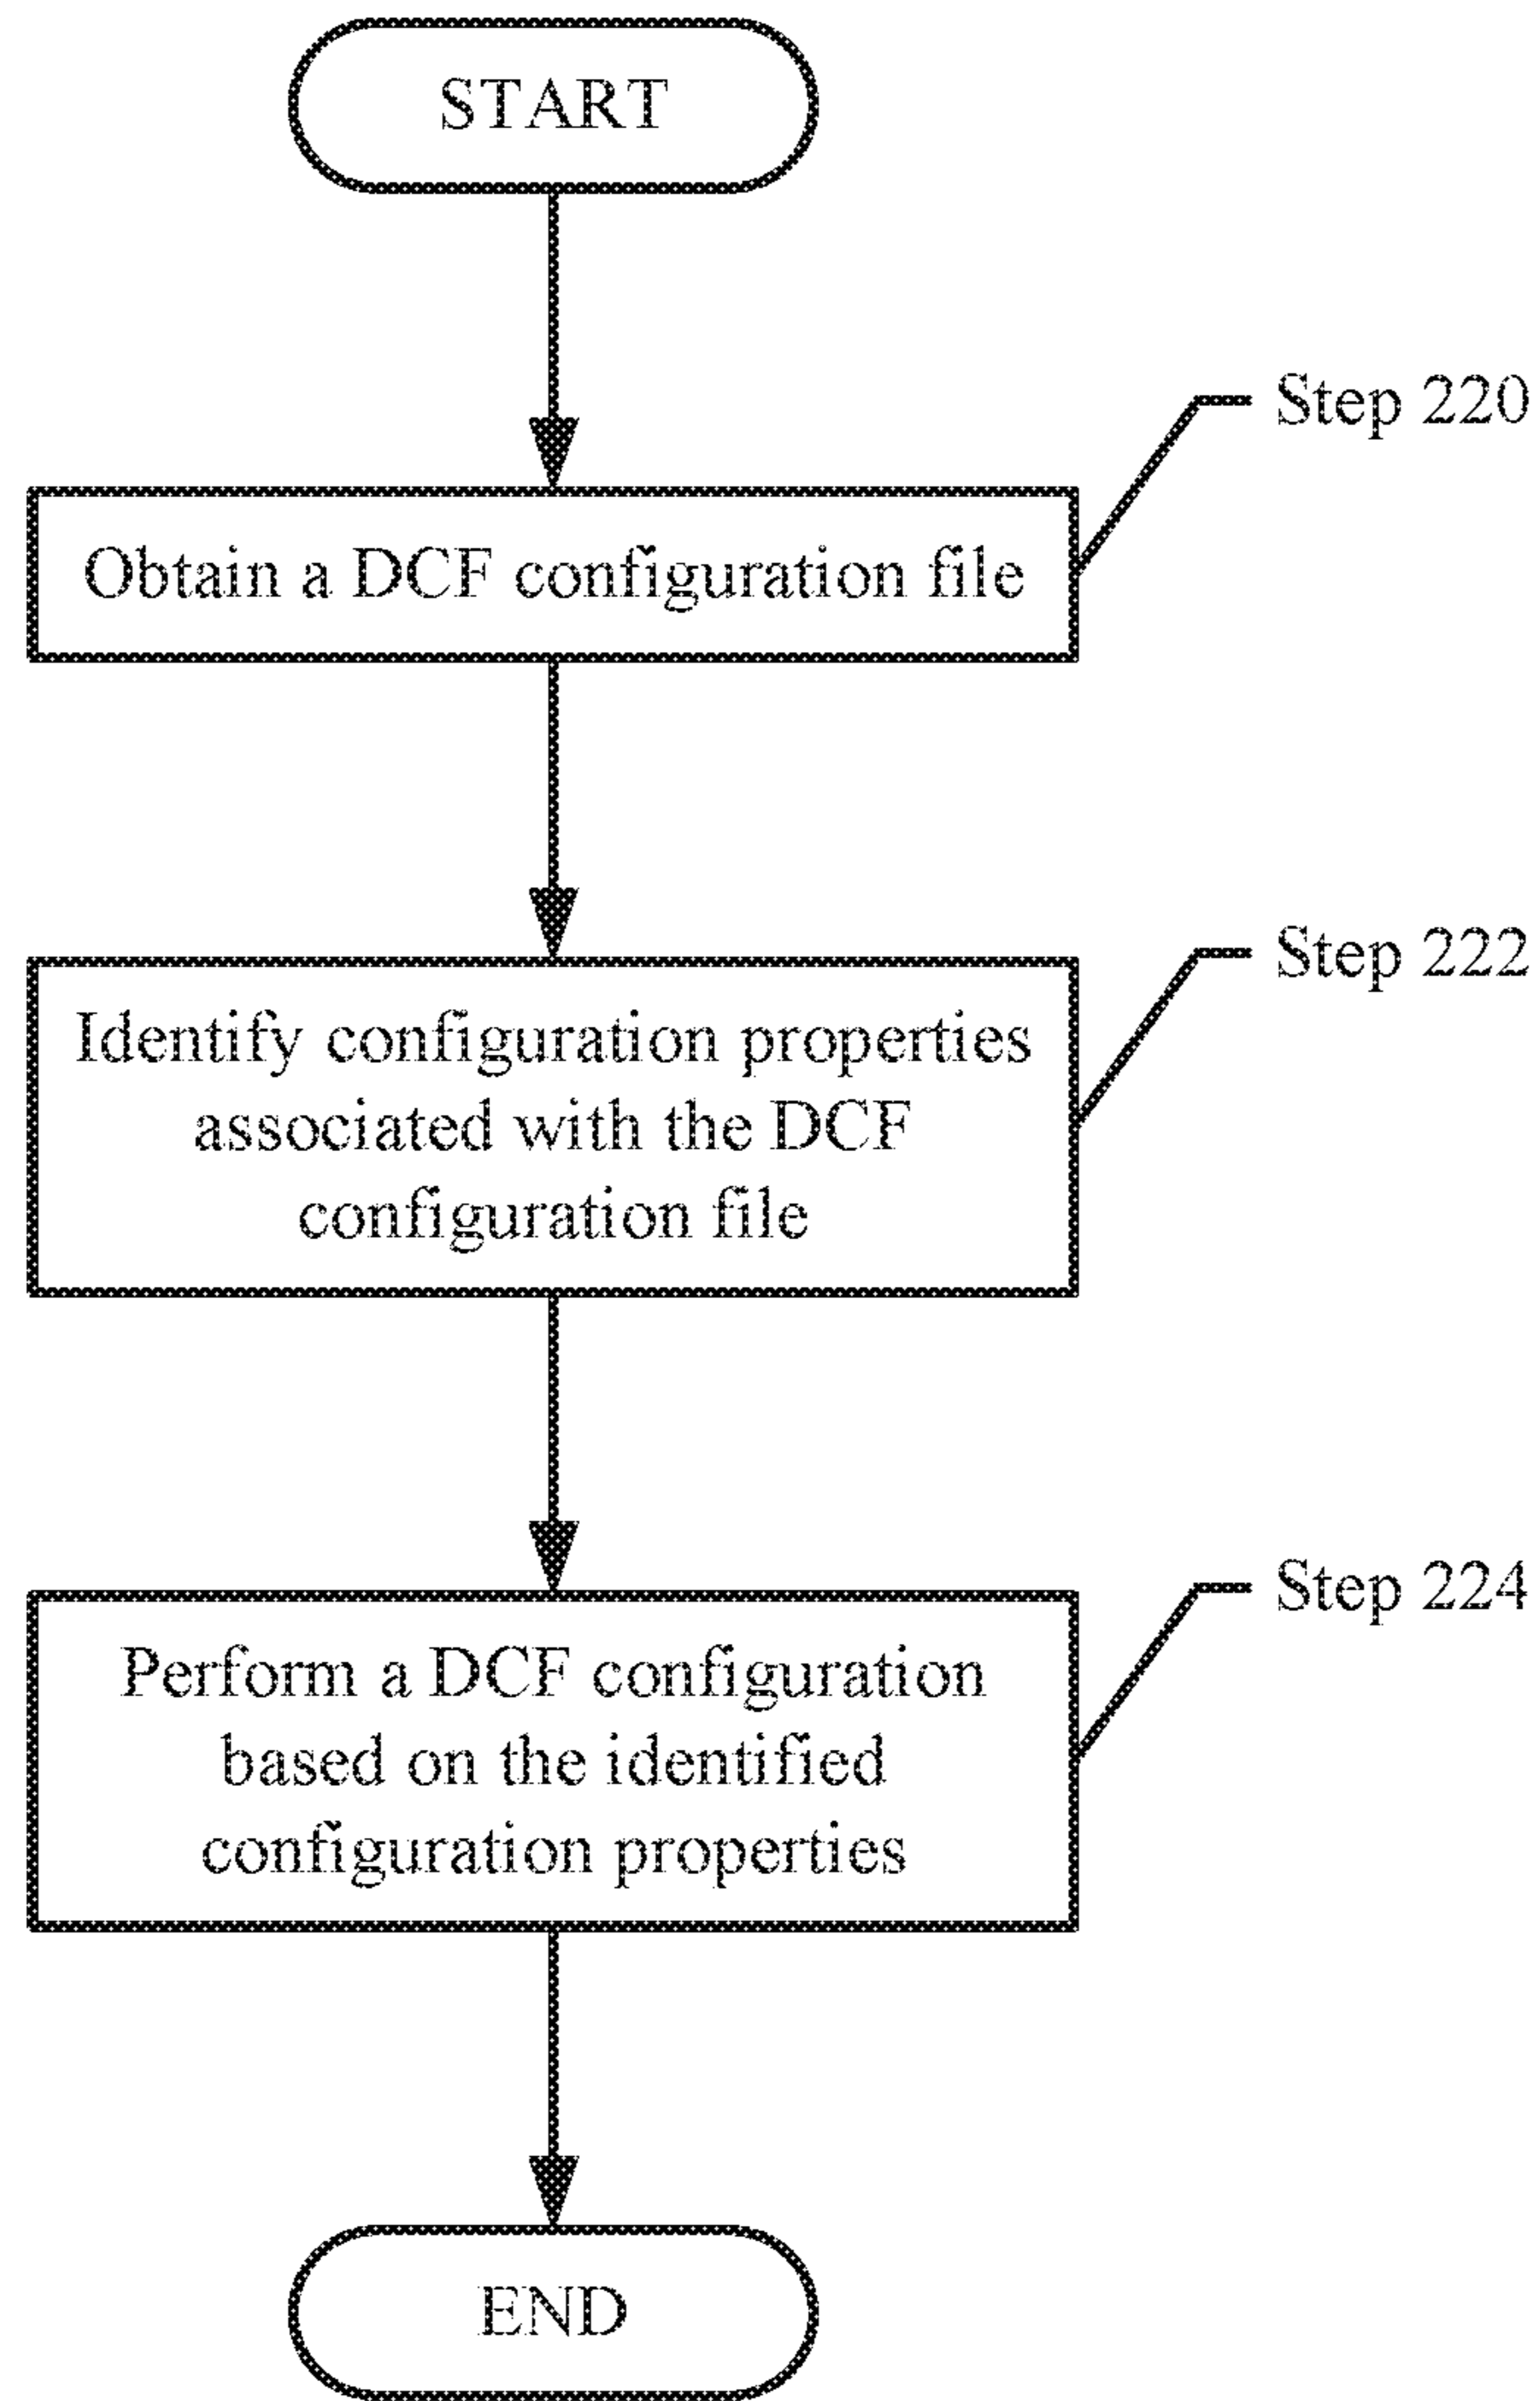 START
Step 220
Obtain a DCF configuration file
Step 222
Identify configuration properties
associated with the DCF
configuration file
Step 224
Perform a DCF configuration
based on the identified
configuration properties
END